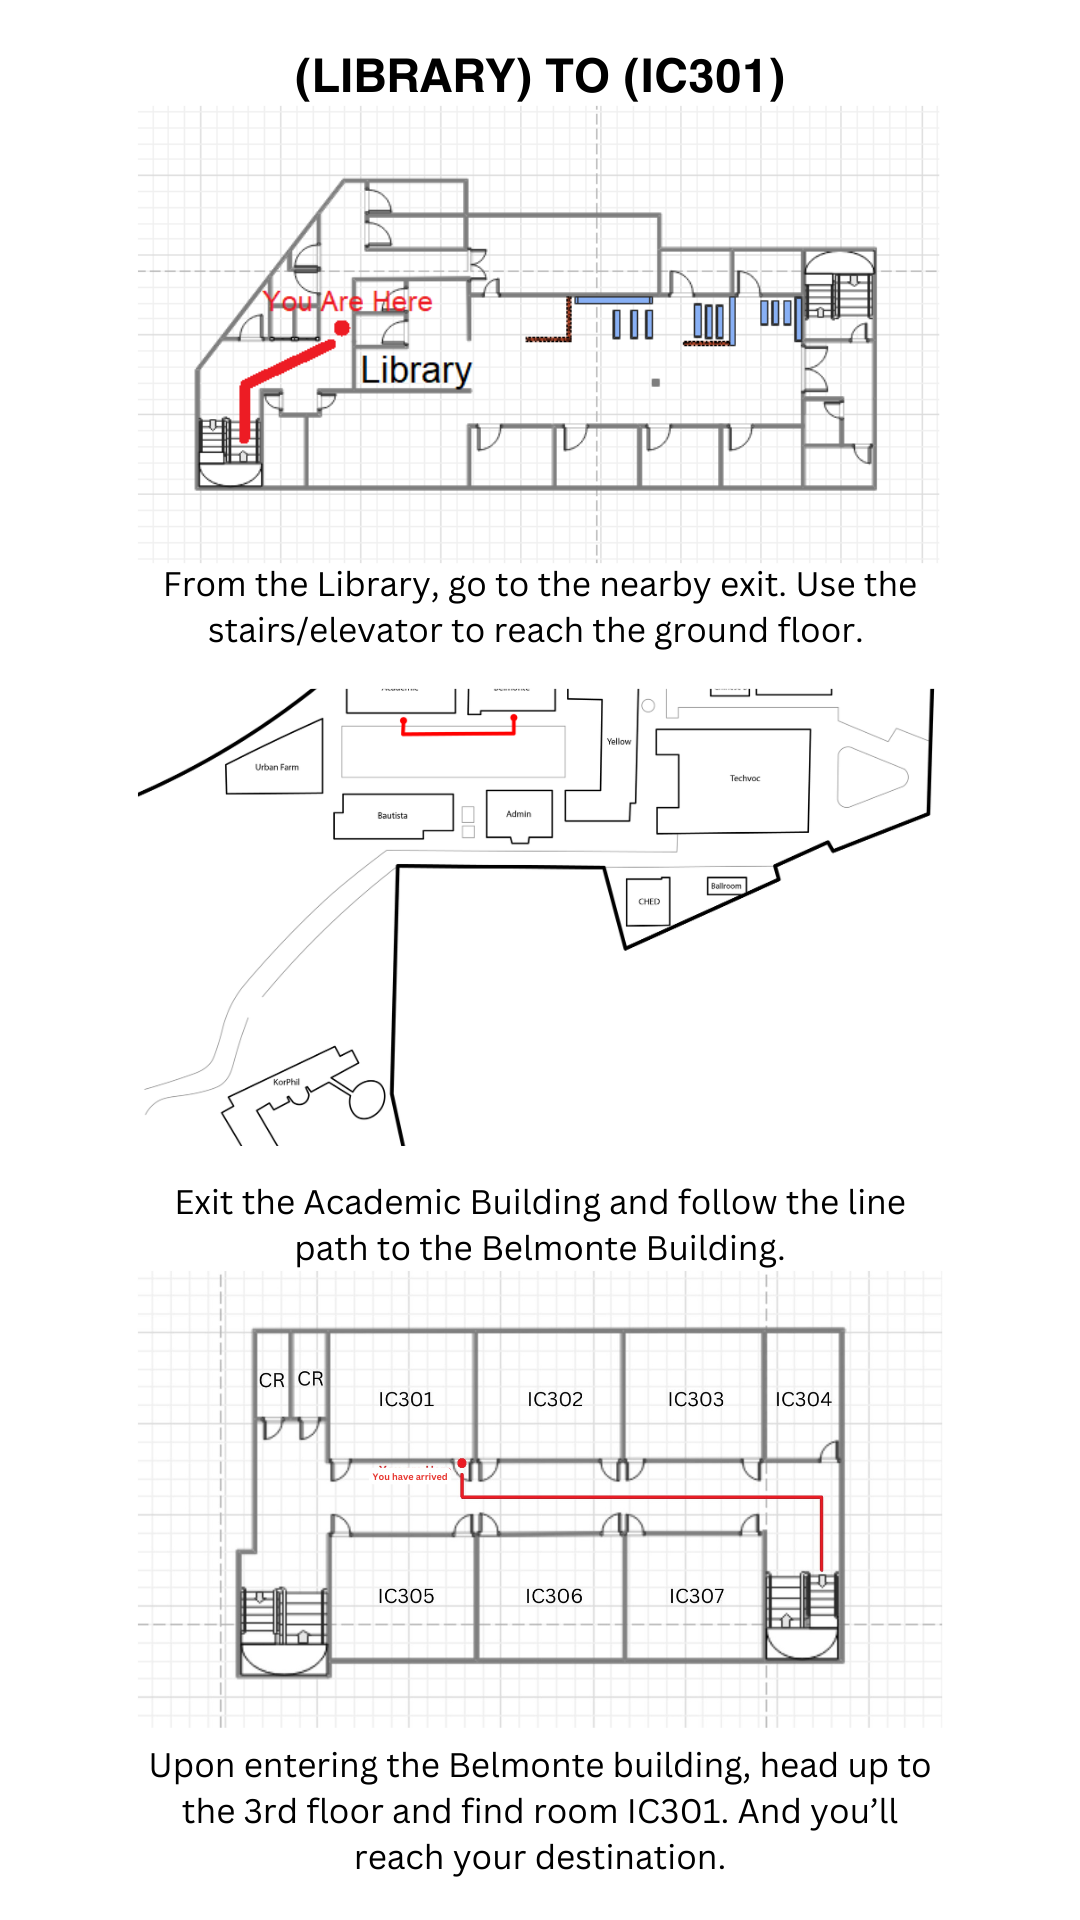 (LIBRARY) TO (IC301)
You Are Here
Library
From the Library, go to the nearby exit. Use the
stairs/elevator to reach the ground floor.
Yellow
Urban Farm
Techvoc
Bautista
Admin
CHED
Ballroom
KorPhil
Exit the Academic Building and follow the line
path to the Belmonte Building.
CR
CR
IC301
IC302
IC303
IC304
You have arrived
IC305
IC306
IC307
Upon entering the Belmonte building, head up to
the 3rd floor and find room IC301. And you’ll
reach your destination.